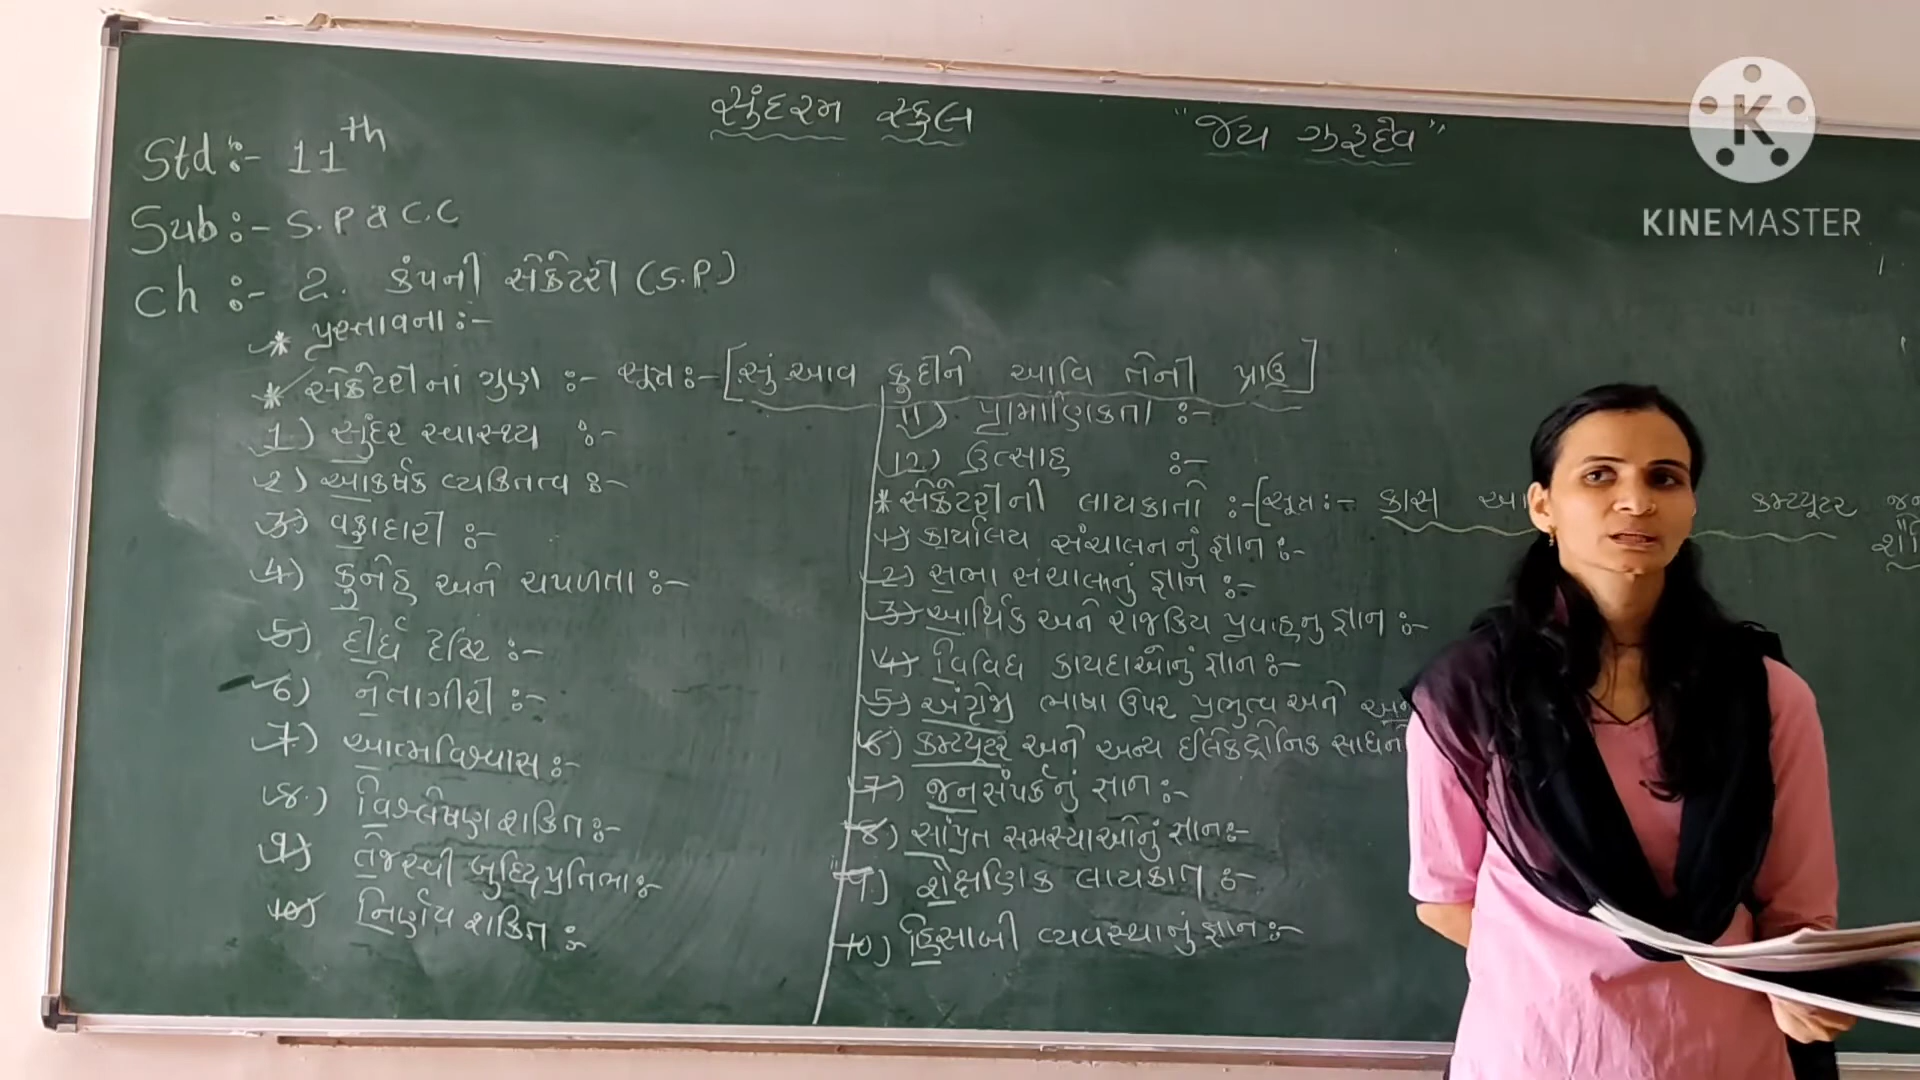 સુંદરમ સ્કુલ
"જય ગુરૂદેવ"
KINEMASTER
Std :- 11th
Sub :- S.P & C.C
Ch :- 2. કંપની સેક્રેટરી (S.P)
* પ્રસ્તાવના :-
* સેક્રેટરીનાં ગુણ :- સૂત્ર :- [સું આવ કુદીને આવિ તેની પ્રાઉ]
1) સુંદર સ્વાસ્થ્ય :-
2) આકર્ષક વ્યકિતત્વ :-
3) વફાદારી :-
4) કુનેહ અને ચપળતા :-
5) દીર્ઘ દ્રષ્ટિ :-
6) નેતાગીરી :-
7) આત્મવિશ્વાસ :-
8) વિશ્લેષણ શકિત :-
9) તેજસ્વી બુધ્ધિપ્રતિભા :-
10) નિર્ણય શકિત :-
11) પ્રામાણિકતા :-
12) ઉત્સાહ :-
* સેક્રેટરીની લાયકાતો :- [સૂત્ર :- કાસ આ કમ્પ્યૂટર
1) કાર્યાલય સંચાલનનું જ્ઞાન :-
2) સભા સંચાલનનું જ્ઞાન :-
3) આર્થિક અને રાજકિય પ્રવાહનુ જ્ઞાન :-
4) વિવિધ કાયદાઓનું જ્ઞાન :-
5) અંગ્રેજી ભાષા ઉપર પ્રભુત્વ અને
6) કમ્પ્યૂટર અને અન્ય ઈલેકટ્રોનિક સાધનો
7) જનસંપર્કનું જ્ઞાન :-
8) સાંપ્રત સમસ્યાઓનું જ્ઞાન :-
9) શૈક્ષણિક લાયકાત :-
10) હિસાબી વ્યવસ્થાનું જ્ઞાન :-